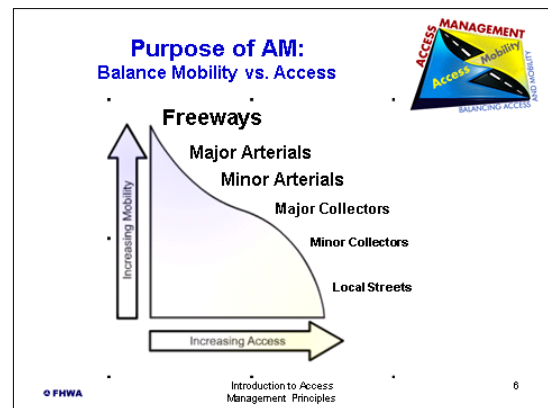 Purpose of AM:
Balance Mobility vs. Access
ACCESS MANAGEMENT
Access
Mobility
BALANCING ACCESS
AND MOBILITY
Freeways
Major Arterials
Minor Arterials
Major Collectors
Minor Collectors
Local Streets
Increasing Mobility
Increasing Access
© FHWA
Introduction to Access
Management Principles
6